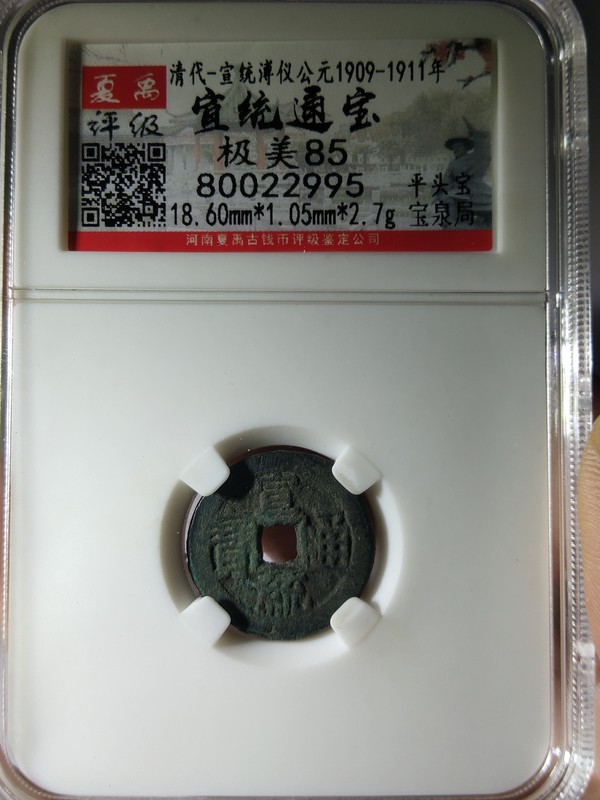 夏禹
评级
清代-宣统溥仪公元1909-1911年
宣统通宝
极美85
80022995
平头宝
18.60mm*1.05mm*2.7g
宝泉局
河南夏禹古钱币评级鉴定公司
宣統通寳